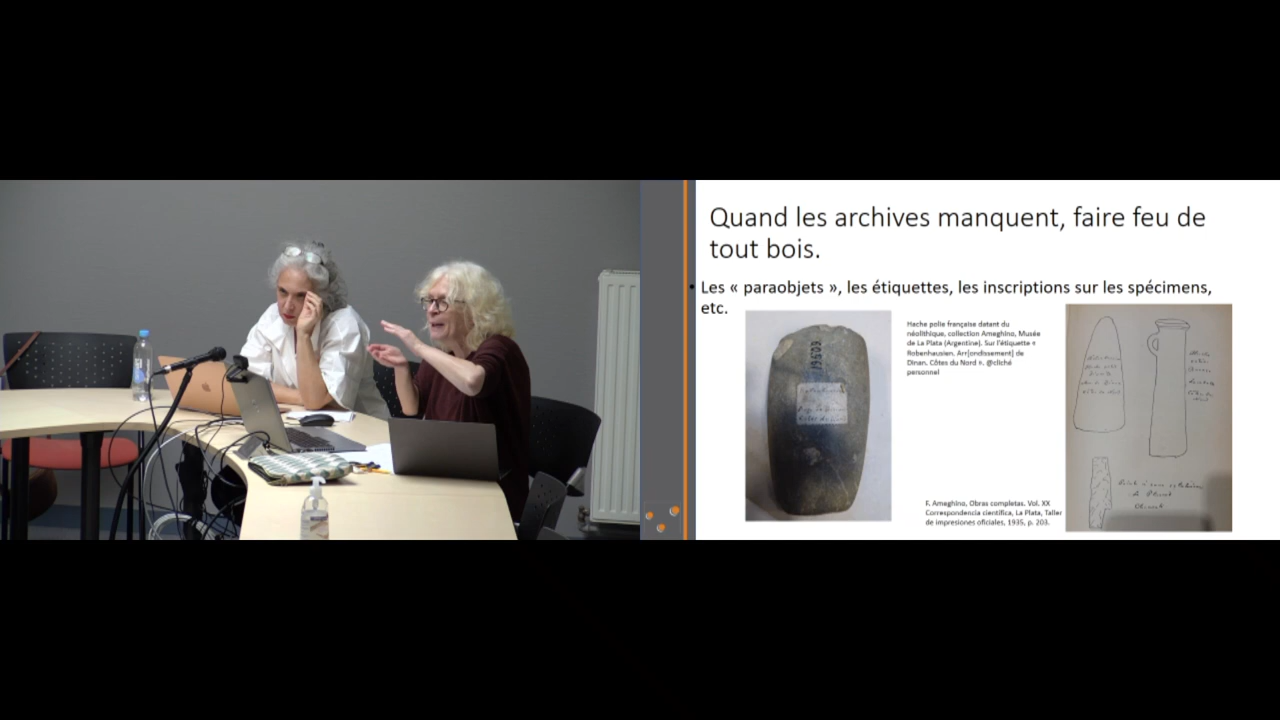 Quand les archives manquent, faire feu de
tout bois.
• Les « paraobjets », les étiquettes, les inscriptions sur les spécimens,
etc.
Hache polie française datant du
néolithique, collection Ameghino, Musée
de La Plata (Argentine). Sur l'étiquette «
Robenhausien. Arr[ondissement] de
Dinan. Côtes du Nord ». @cliché
personnel
F. Ameghino, Obras completas. Vol. XX
Correspondencia científica, La Plata, Taller
de impresiones oficiales, 1935, p. 203.